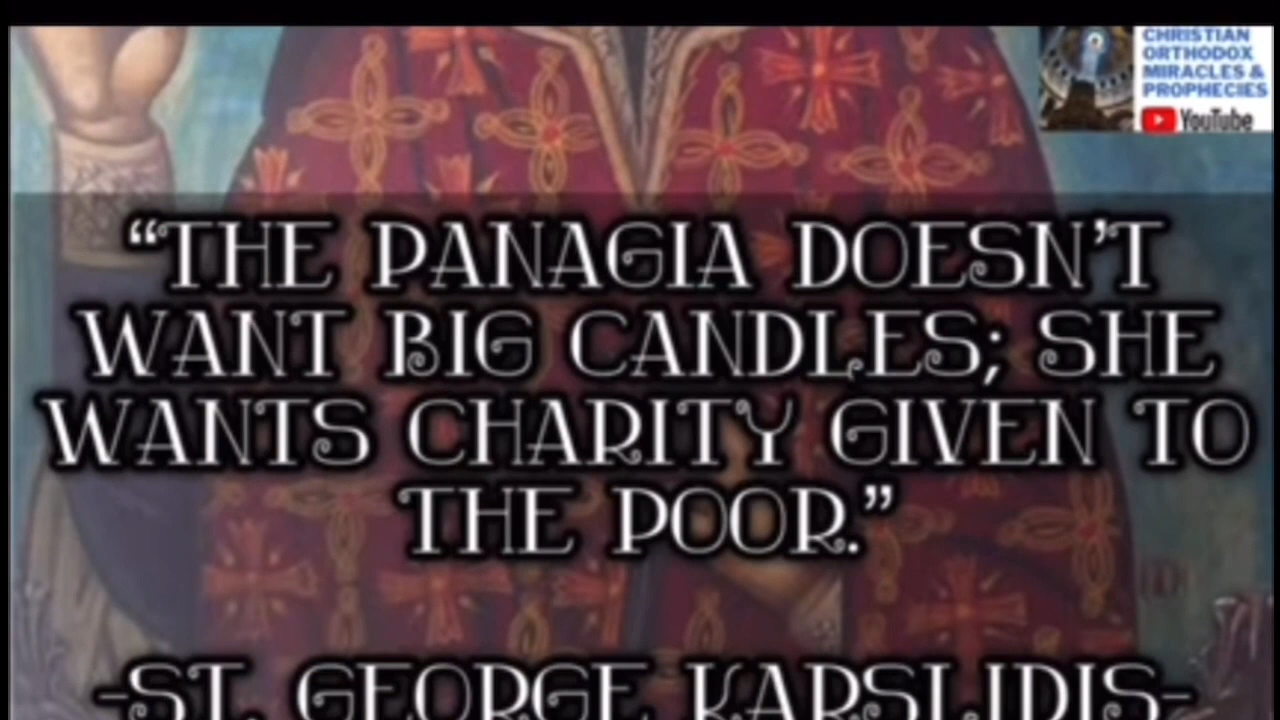 CHRISTIAN
ORTHODOX
MIRACLES &
PROPHECIES
YouTube
“THE PANAGIA DOESN’T
WANT BIG CANDLES; SHE
WANTS CHARITY GIVEN TO
THE POOR.”
-ST. GEORGE KARSLIDIS-